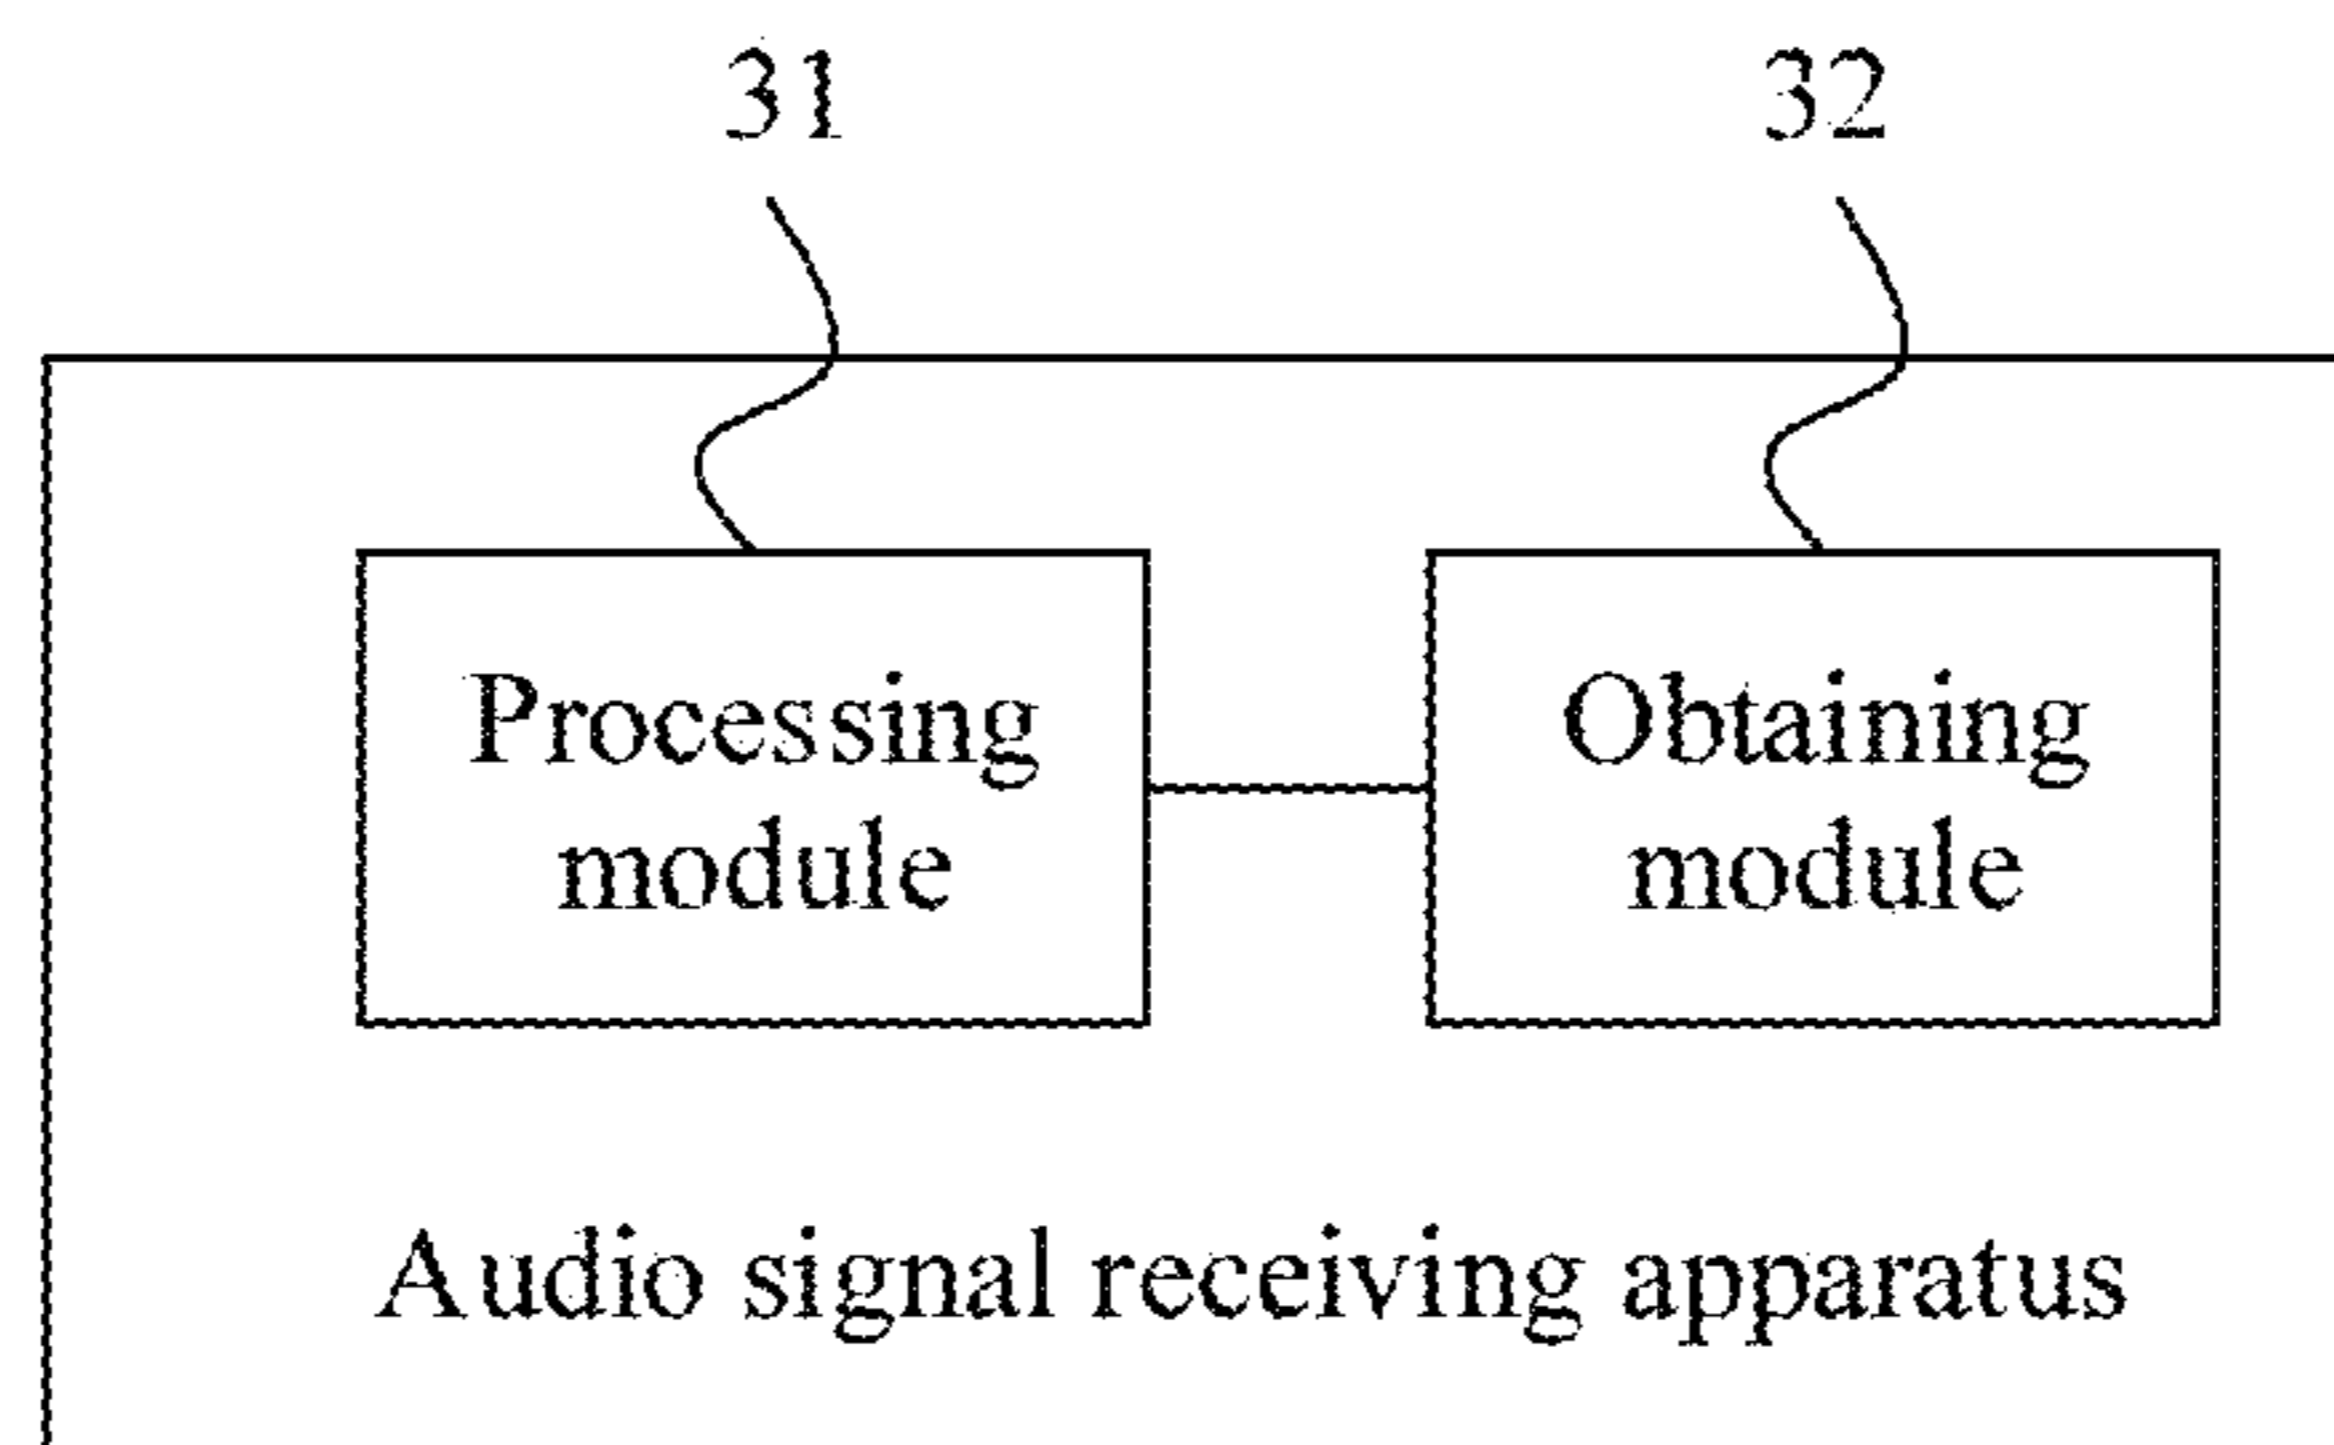 31
32
Processing
module
Obtaining
module
Audio signal receiving apparatus